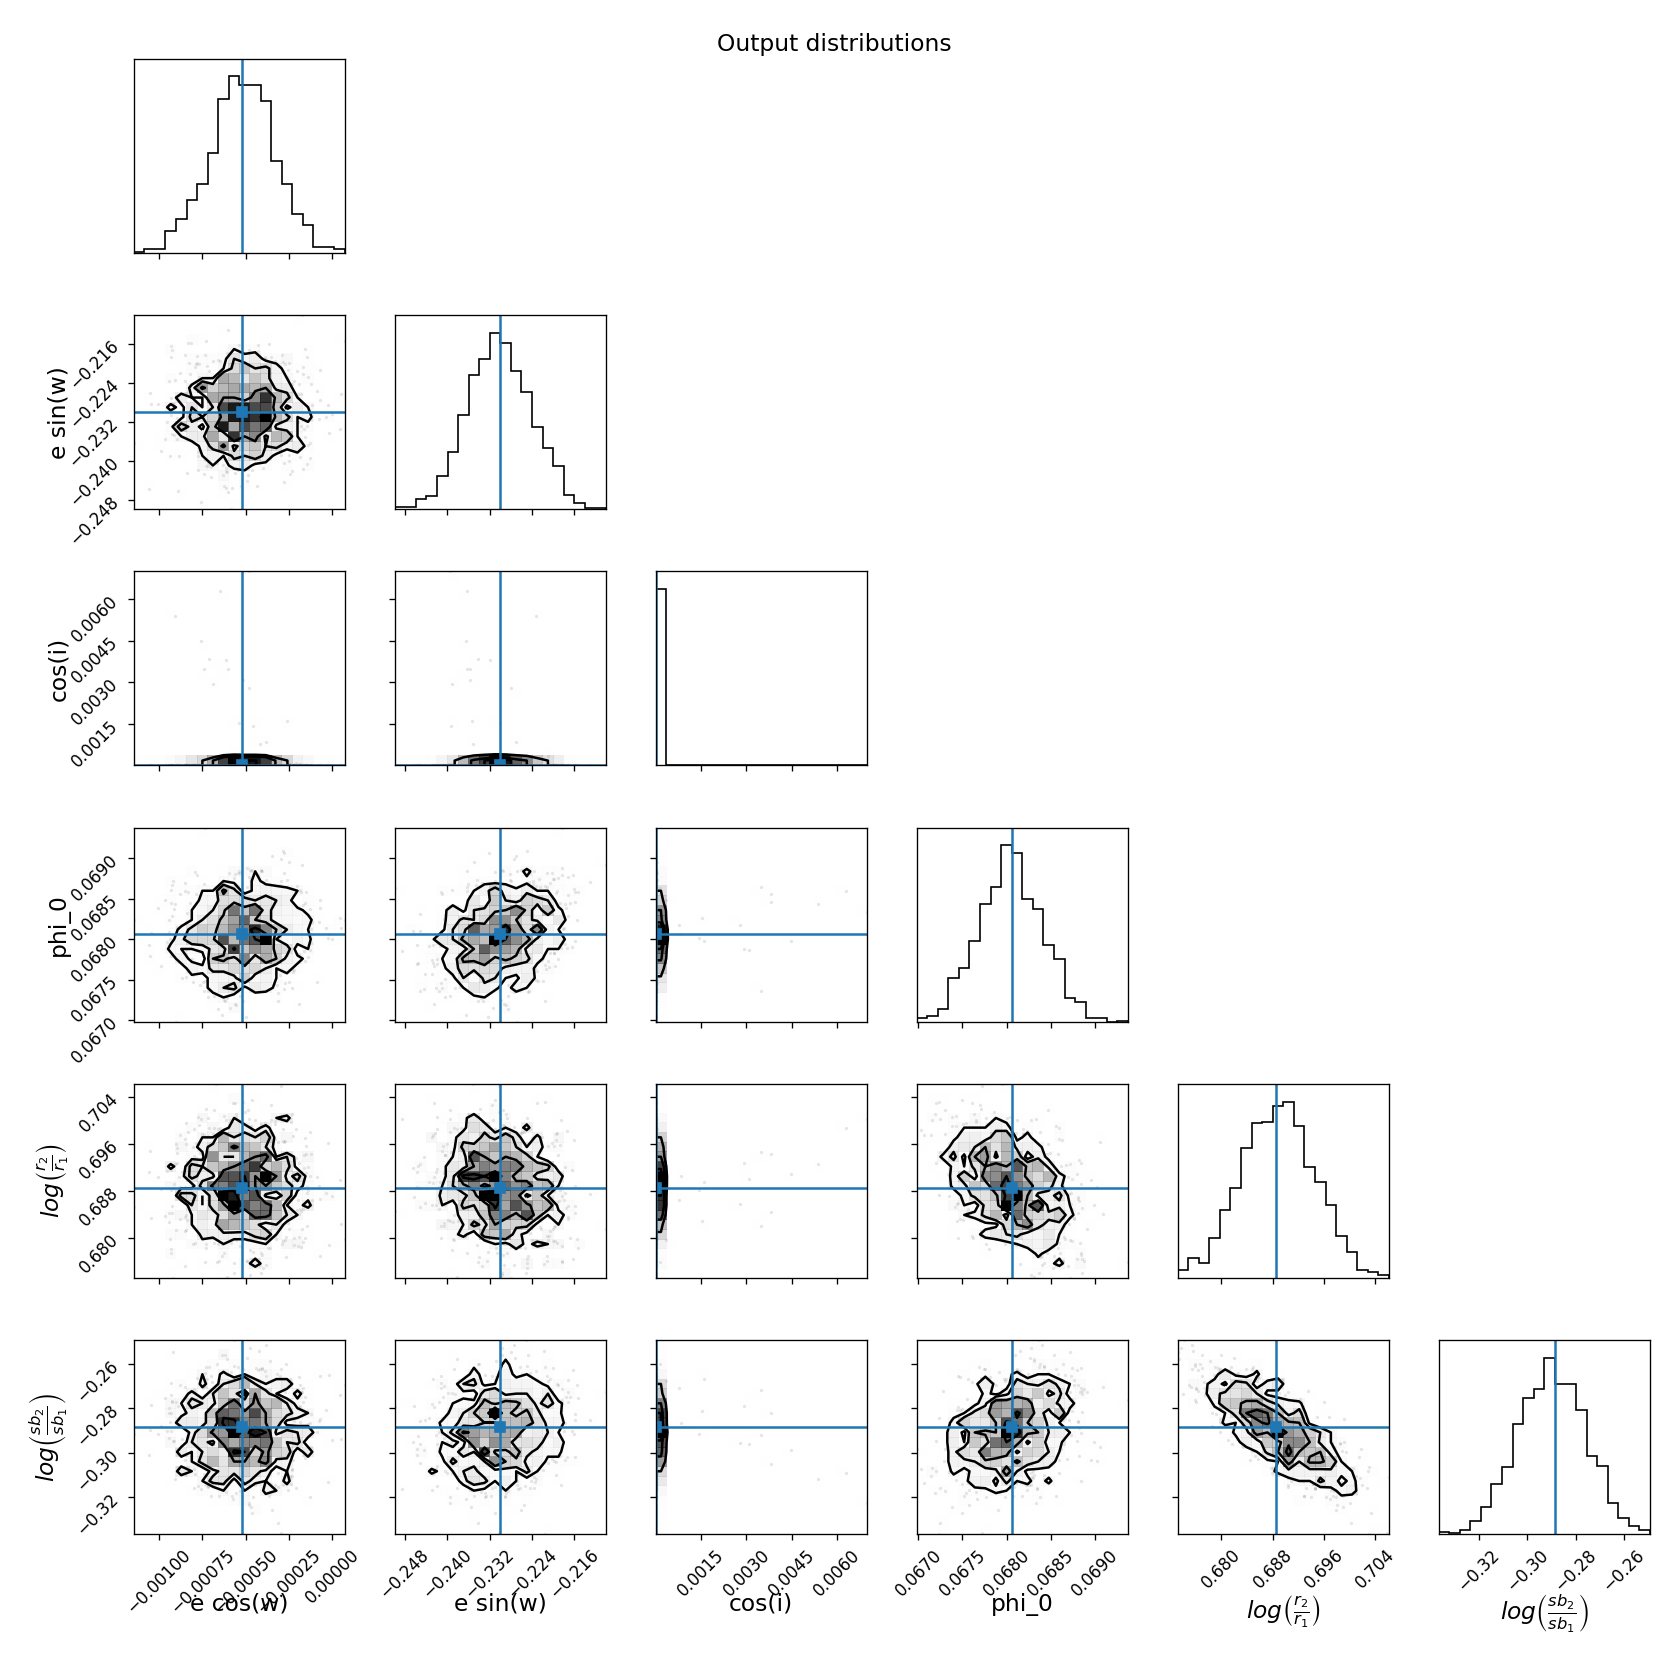 Output distributions
e sin(w)
−0.216
−0.224
−0.232
−0.240
−0.248
cos(i)
0.0060
0.0045
0.0030
0.0015
phi_0
0.0690
0.0685
0.0680
0.0675
0.0670
log(r₂/r₁)
0.704
0.696
0.688
0.680
log(sb₂/sb₁)
−0.26
−0.28
−0.30
−0.32
−0.00100 −0.00075 −0.00050 −0.00025 0.00000
−0.248 −0.240 −0.232 −0.224 −0.216
0.0015 0.0030 0.0045 0.0060
0.0670 0.0675 0.0680 0.0685 0.0690
0.680 0.688 0.696 0.704
−0.32 −0.30 −0.28 −0.26
e cos(w) e sin(w) cos(i) phi_0 log(r₂/r₁) log(sb₂/sb₁)